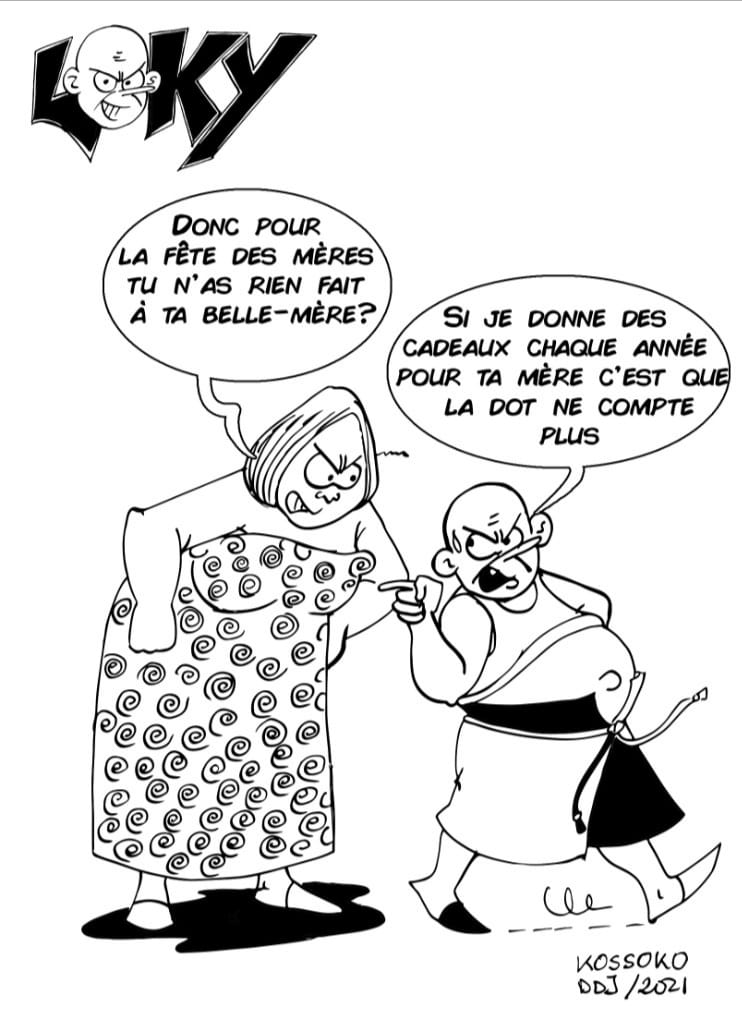 LOKY
DONC POUR
LA FÊTE DES MÈRES
TU N'AS RIEN FAIT
À TA BELLE-MÈRE?
SI JE DONNE DES
CADEAUX CHAQUE ANNÉE
POUR TA MÈRE C'EST QUE
LA DOT NE COMPTE
PLUS
KOSSOKO
DDJ/2021